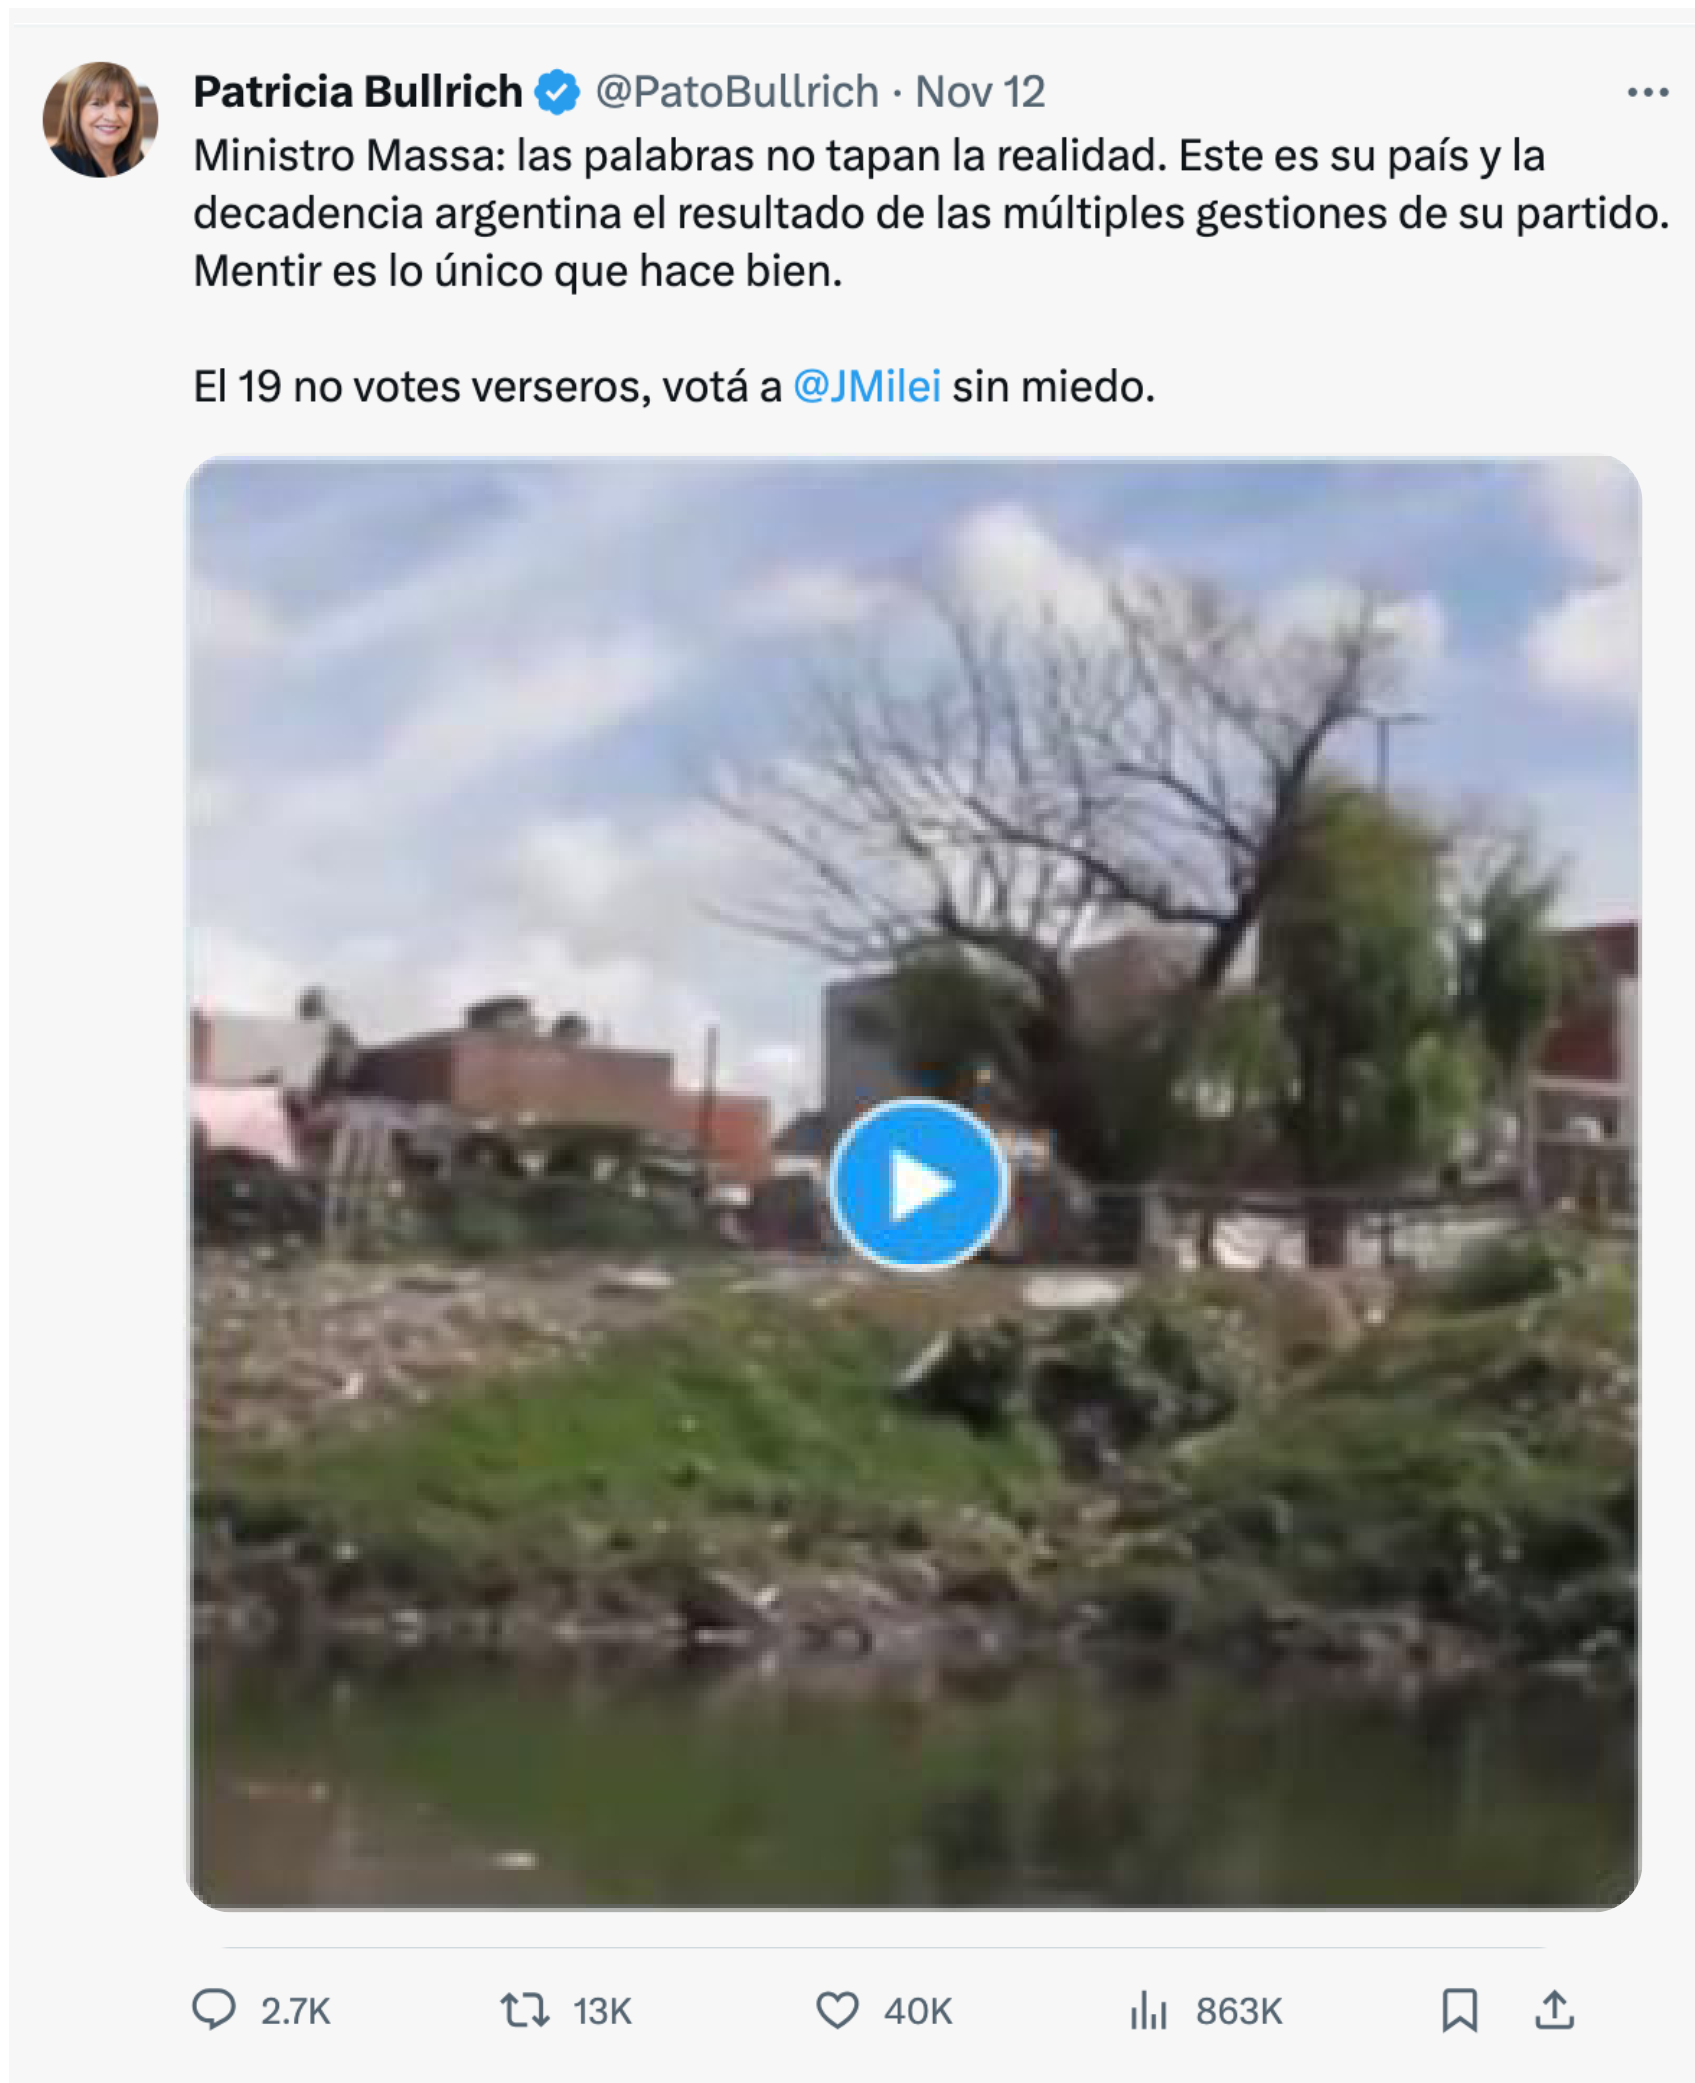 Patricia Bullrich @PatoBullrich · Nov 12
Ministro Massa: las palabras no tapan la realidad. Este es su país y la
decadencia argentina el resultado de las múltiples gestiones de su partido.
Mentir es lo único que hace bien.
El 19 no votes verseros, votá a @JMilei sin miedo.
2.7K 13K 40K 863K